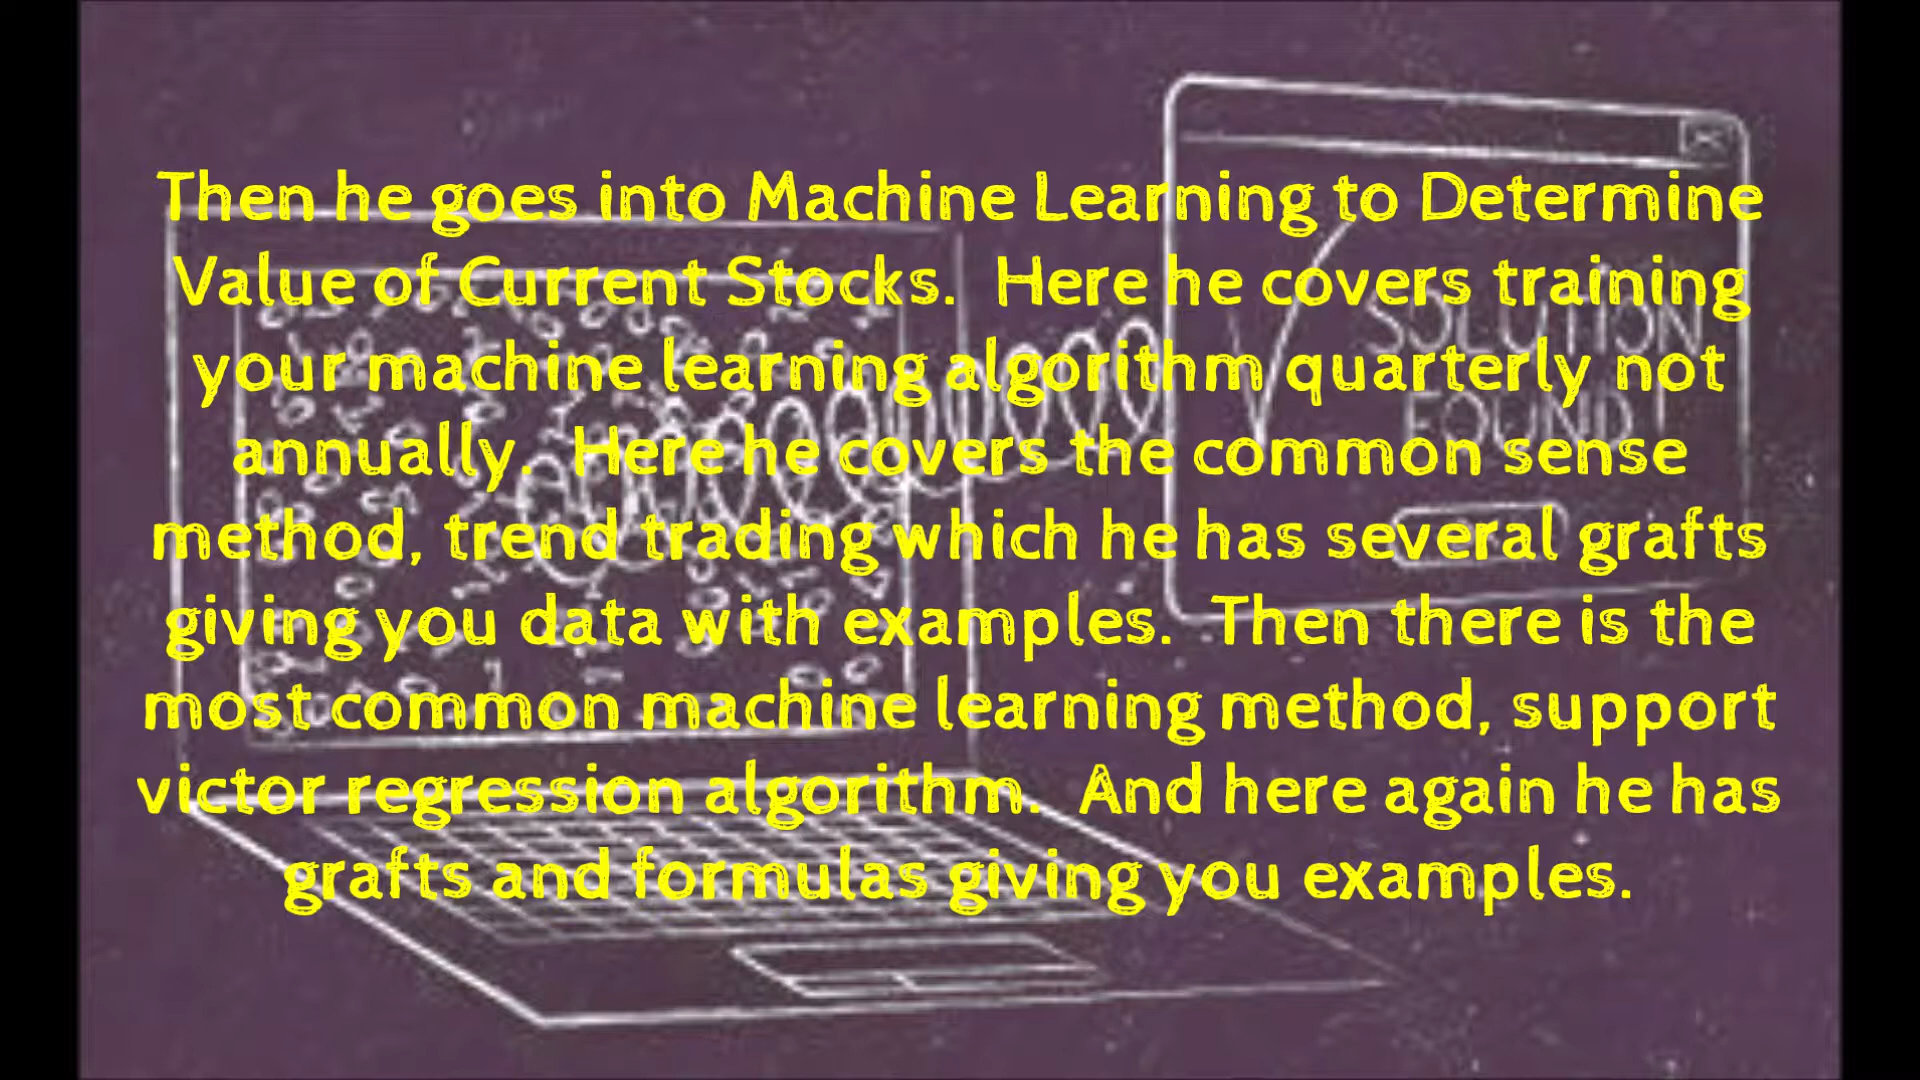 Then he goes into Machine Learning to Determine
Value of Current Stocks.  Here he covers training
your machine learning algorithm quarterly not
annually.  Here he covers the common sense
method, trend trading which he has several grafts
giving you data with examples.  Then there is the
most common machine learning method, support
victor regression algorithm.  And here again he has
grafts and formulas giving you examples.
SOLUTION
FOUND!